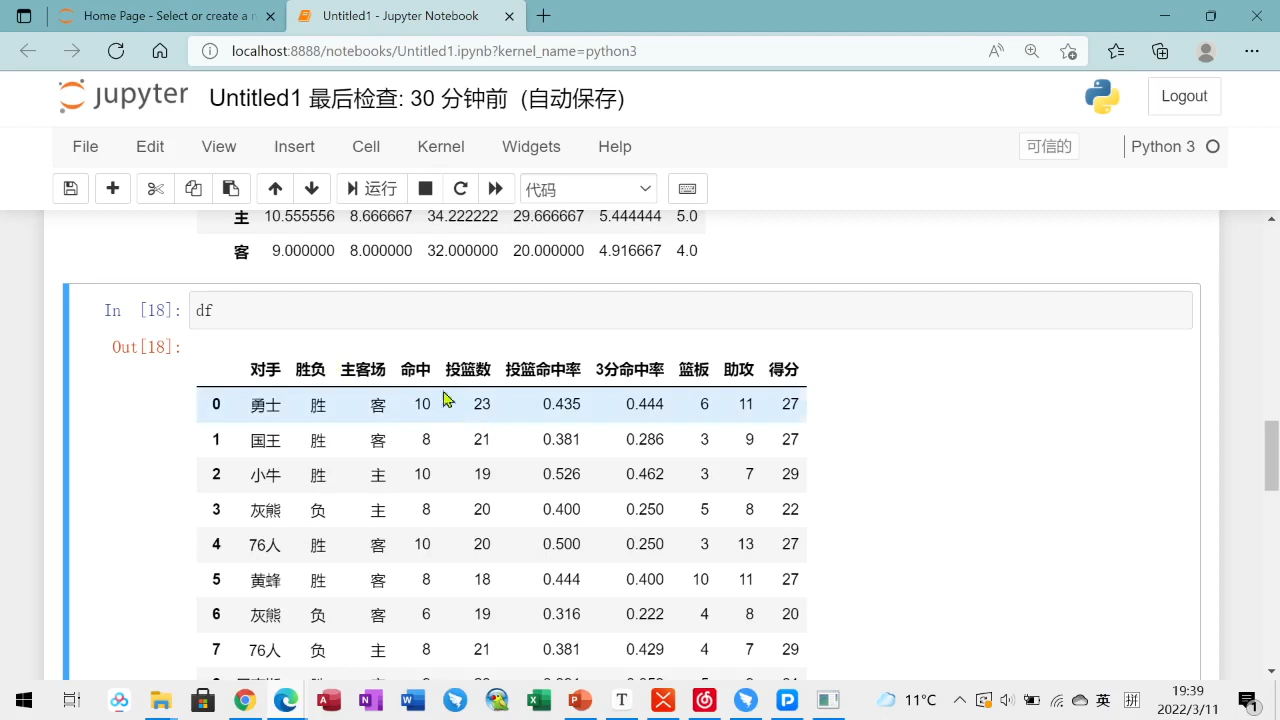 localhost:8888/notebooks/Untitled1.ipynb?kernel_name=python3
jupyter Untitled1 最后检查: 30 分钟前 (自动保存) Logout
File Edit View Insert Cell Kernel Widgets Help 可信的 Python 3
运行 代码
主 10.555556 8.666667 34.222222 29.666667 5.444444 5.0
客 9.000000 8.000000 32.000000 20.000000 4.916667 4.0
In [18]: df
Out[18]:
对手 胜负 主客场 命中 投篮数 投篮命中率 3分命中率 篮板 助攻 得分
0 勇士 胜 客 10 23 0.435 0.444 6 11 27
1 国王 胜 客 8 21 0.381 0.286 3 9 27
2 小牛 胜 主 10 19 0.526 0.462 3 7 29
3 灰熊 负 主 8 20 0.400 0.250 5 8 22
4 76人 胜 客 10 20 0.500 0.250 3 13 27
5 黄蜂 胜 客 8 18 0.444 0.400 10 11 27
6 灰熊 负 客 6 19 0.316 0.222 4 8 20
7 76人 负 主 8 21 0.381 0.429 4 7 29
11°C 英 拼 19:39
2022/3/11